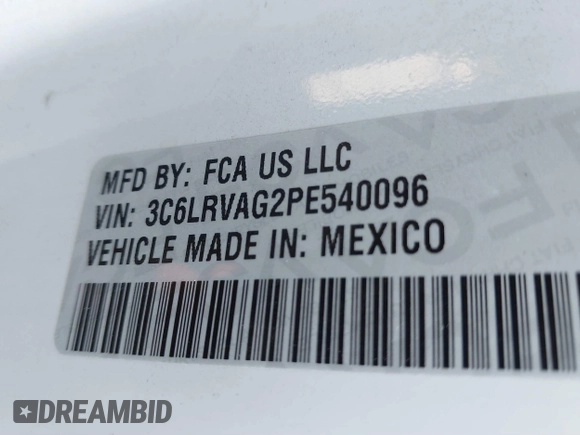 MFD BY: FCA US LLC
VIN: 3C6LRVAG2PE540096
VEHICLE MADE IN: MEXICO
DREAMBID